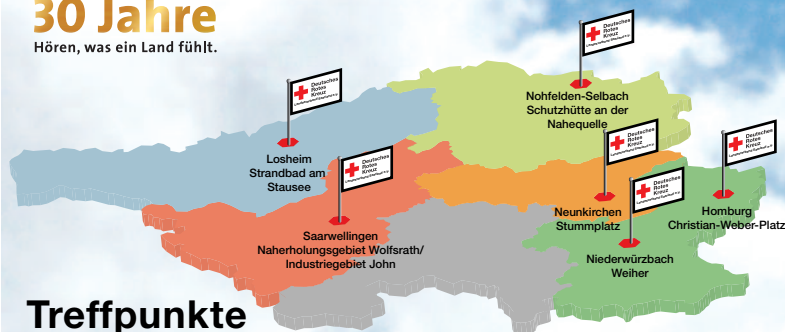 30 Jahre
Hören, was ein Land fühlt.
Deutsches
Rotes
Kreuz
Nohfelden-Selbach
Schutzhütte an der
Nahequelle
Deutsches
Rotes
Kreuz
Losheim
Strandbad am
Stausee
Deutsches
Rotes
Kreuz
Saarwellingen
Naherholungsgebiet Wolfsrath/
Industriegebiet John
Deutsches
Rotes
Kreuz
Neunkirchen
Stummplatz
Deutsches
Rotes
Kreuz
Niederwürzbach
Weiher
Deutsches
Rotes
Kreuz
Homburg
Christian-Weber-Platz
Treffpunkte